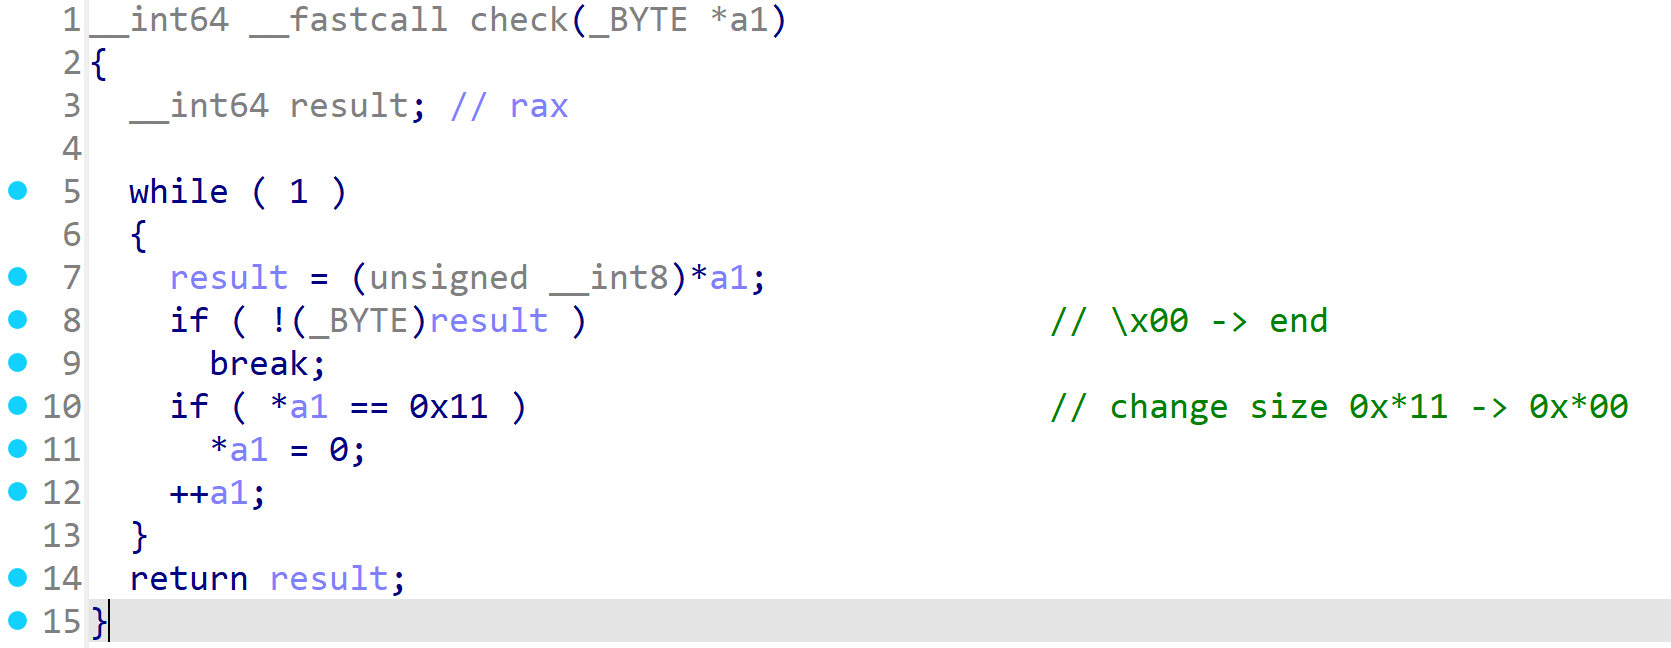 1 __int64 __fastcall check(_BYTE *a1)
2 {
3   __int64 result; // rax
4
5   while ( 1 )
6   {
7     result = (unsigned __int8)*a1;
8     if ( !(_BYTE)result )                       // \x00 -> end
9       break;
10     if ( *a1 == 0x11 )                          // change size 0x*11 -> 0x*00
11       *a1 = 0;
12     ++a1;
13   }
14   return result;
15 }